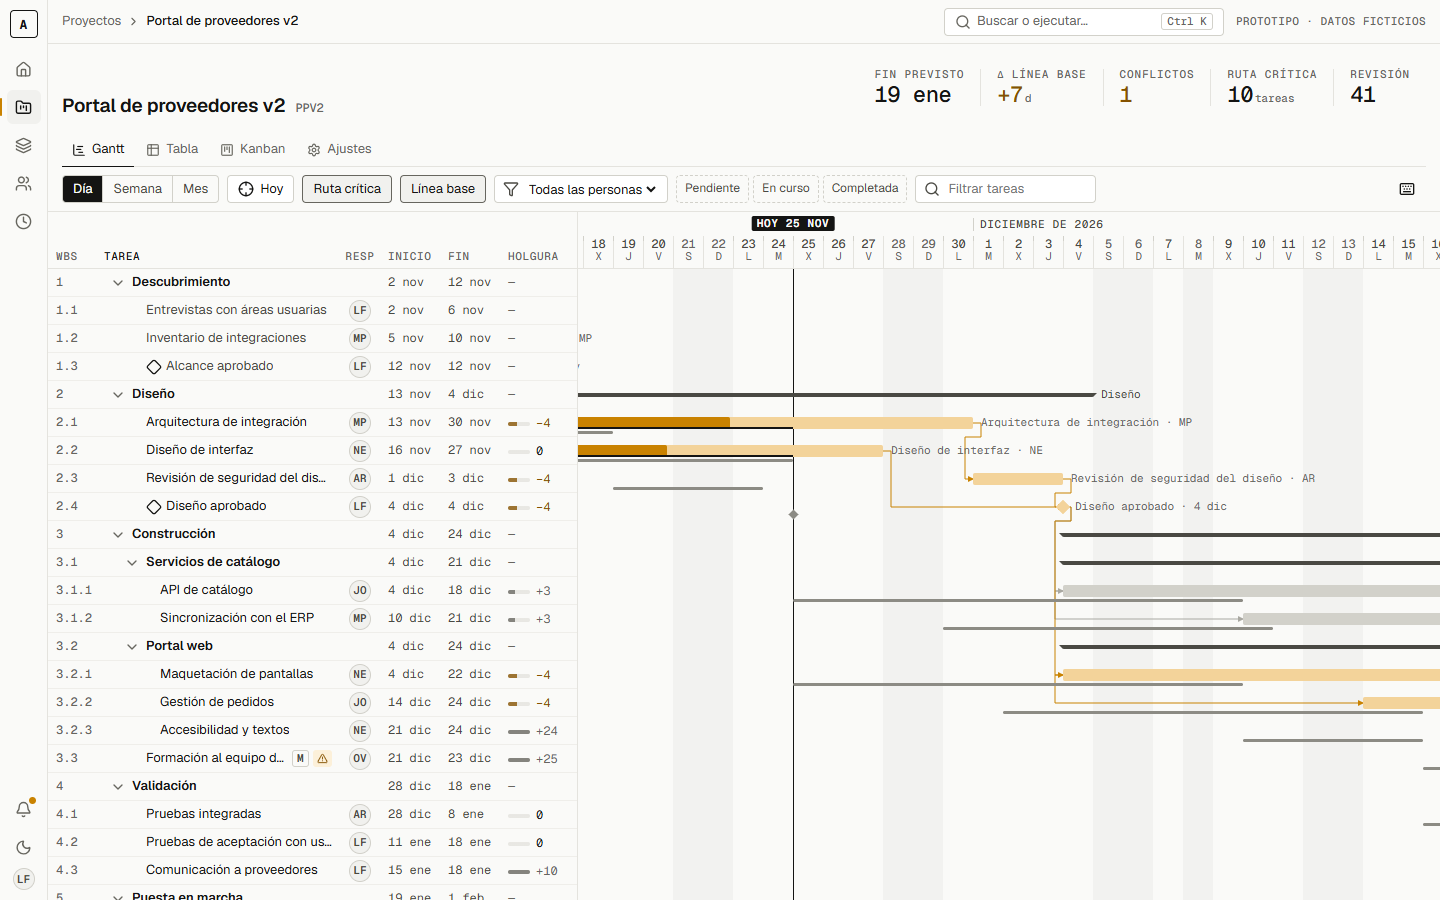 A
Proyectos > Portal de proveedores v2
Buscar o ejecutar... Ctrl K
PROTOTIPO · DATOS FICTICIOS
Portal de proveedores v2 PPV2
FIN PREVISTO
19 ene
Δ LÍNEA BASE
+7 d
CONFLICTOS
1
RUTA CRÍTICA
10 tareas
REVISIÓN
41
Gantt Tabla Kanban Ajustes
Día Semana Mes Hoy Ruta crítica Línea base Todas las personas Pendiente En curso Completada Filtrar tareas
HOY 25 NOV DICIEMBRE DE 2026
18 19 20 21 22 23 24 25 26 27 28 29 30 1 2 3 4 5 6 7 8 9 10 11 12 13 14 15
X J V S D L M X J V S D L M X J V S D L M X J V S D L M
WBS TAREA RESP INICIO FIN HOLGURA
1 Descubrimiento 2 nov 12 nov —
1.1 Entrevistas con áreas usuarias LF 2 nov 6 nov —
1.2 Inventario de integraciones MP 5 nov 10 nov — MP
1.3 Alcance aprobado LF 12 nov 12 nov —
2 Diseño 13 nov 4 dic — Diseño
2.1 Arquitectura de integración MP 13 nov 30 nov −4 Arquitectura de integración · MP
2.2 Diseño de interfaz NE 16 nov 27 nov 0 Diseño de interfaz · NE
2.3 Revisión de seguridad del dis… AR 1 dic 3 dic −4 Revisión de seguridad del diseño · AR
2.4 Diseño aprobado LF 4 dic 4 dic −4 Diseño aprobado · 4 dic
3 Construcción 4 dic 24 dic —
3.1 Servicios de catálogo 4 dic 21 dic —
3.1.1 API de catálogo JO 4 dic 18 dic +3
3.1.2 Sincronización con el ERP MP 10 dic 21 dic +3
3.2 Portal web 4 dic 24 dic —
3.2.1 Maquetación de pantallas NE 4 dic 22 dic −4
3.2.2 Gestión de pedidos JO 14 dic 24 dic −4
3.2.3 Accesibilidad y textos NE 21 dic 24 dic +24
3.3 Formación al equipo d… M OV 21 dic 23 dic +25
4 Validación 28 dic 18 ene —
4.1 Pruebas integradas AR 28 dic 8 ene 0
4.2 Pruebas de aceptación con us… LF 11 ene 18 ene 0
4.3 Comunicación a proveedores LF 15 ene 18 ene +10
5 Puesta en marcha 19 ene 1 feb —
LF